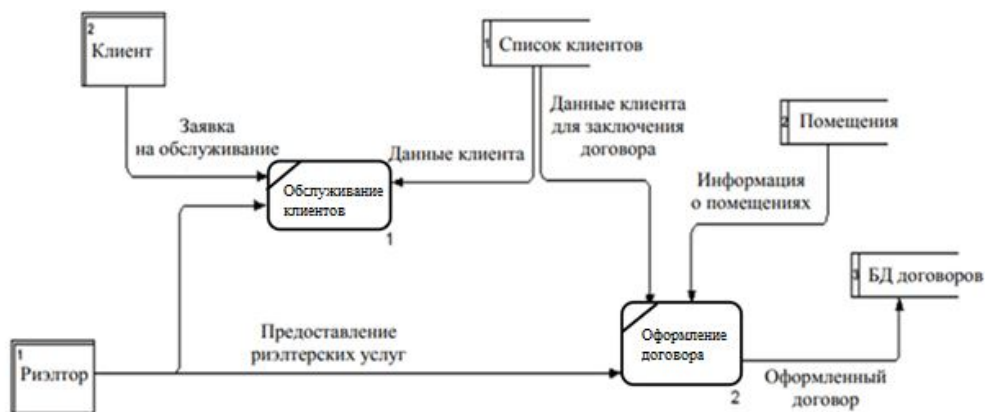 2
Клиент
1
Список клиентов
Заявка
на обслуживание
Данные клиента
Данные клиента
для заключения
договора
2
Помещения
Обслуживание
клиентов
1
Информация
о помещениях
3
БД договоров
1
Риэлтор
Предоставление
риэлтерских услуг
Оформление
договора
2
Оформленный
договор